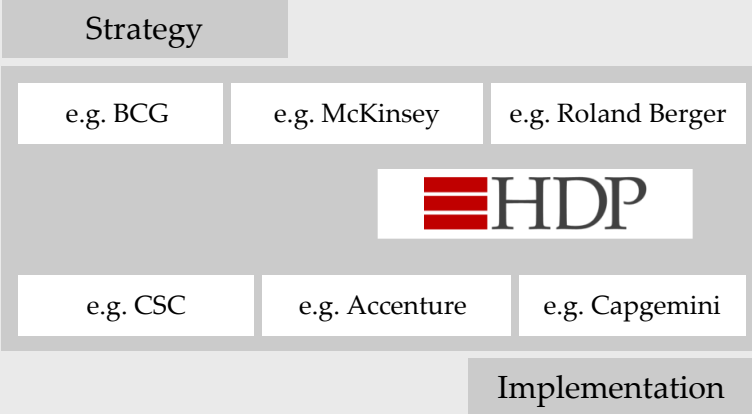 Strategy
e.g. BCG
e.g. McKinsey
e.g. Roland Berger
HDP
e.g. CSC
e.g. Accenture
e.g. Capgemini
Implementation